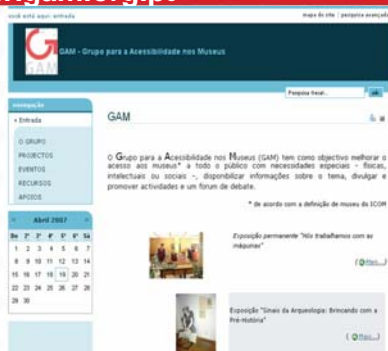 você está aqui: entrada
mapa do site | pesquisa avançada
GAM
GAM - Grupo para a Acessibilidade nos Museus
ok
navegação
Entrada
O GRUPO
PROJECTOS
EVENTOS
RECURSOS
APOIOS
GAM
O Grupo para a Acessibilidade nos Museus (GAM) tem como objectivo melhorar o
acesso aos museus* a todo o público com necessidades especiais - físicas,
intelectuais ou sociais -, disponibilizar informações sobre o tema, divulgar e
promover actividades e um forum de debate.
* de acordo com a definição de museu do ICOM
« Abril 2007 »
Do 2ª 3ª 4ª 5ª 6ª Sá
1 2 3 4 5 6 7
8 9 10 11 12 13 14
15 16 17 18 19 20 21
22 23 24 25 26 27 28
29 30
Exposição permanente "Nós trabalhamos com as
máquinas"
(Mais...)
Exposição "Sinais da Arqueologia: Brincando com a
Pré-História"
(Mais...)